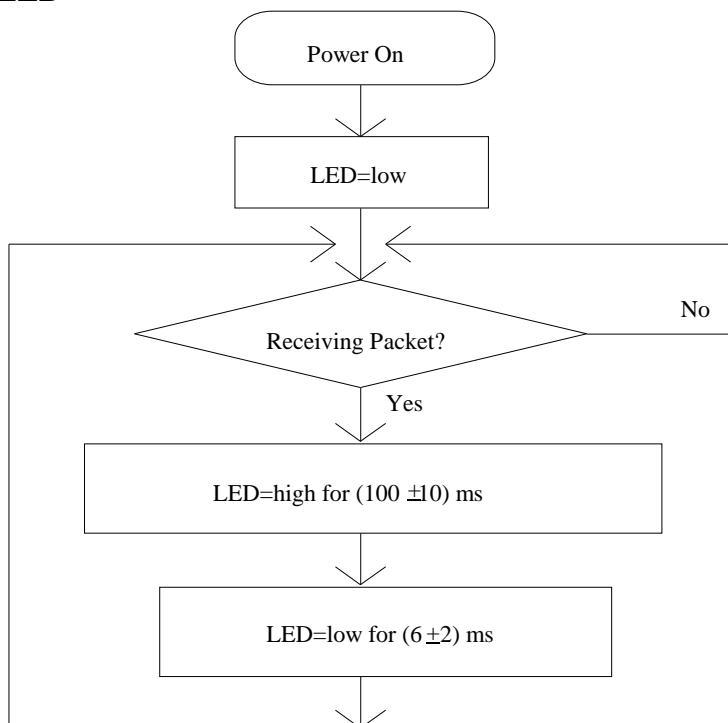 Power On
LED=low
No
Receiving Packet?
Yes
LED=high for (100 ±10) ms
LED=low for (6 ±2) ms